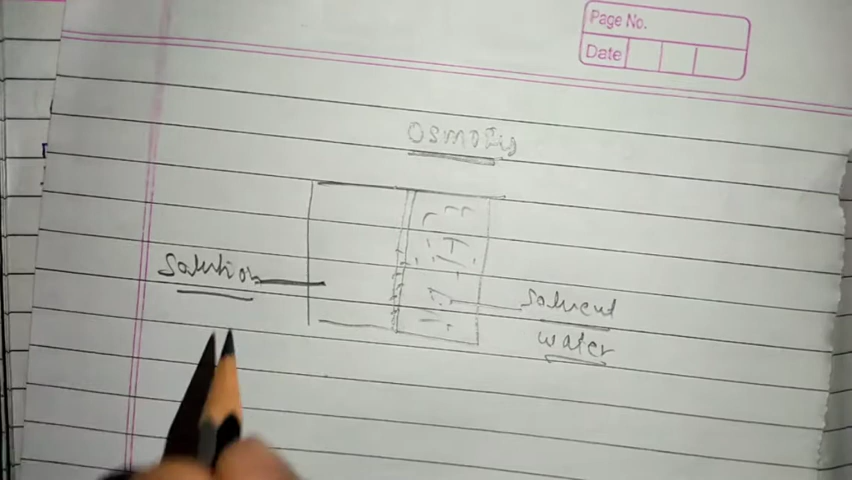 Page No.
Date
OSMOSIS
Solution
Solvent
water